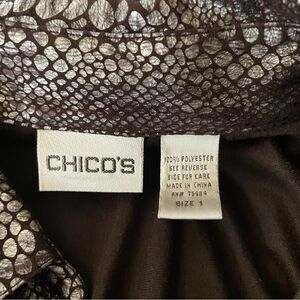 CHICO'S
100% POLYESTER
SEE REVERSE
SIDE FOR CARE
MADE IN CHINA
SIZE 1